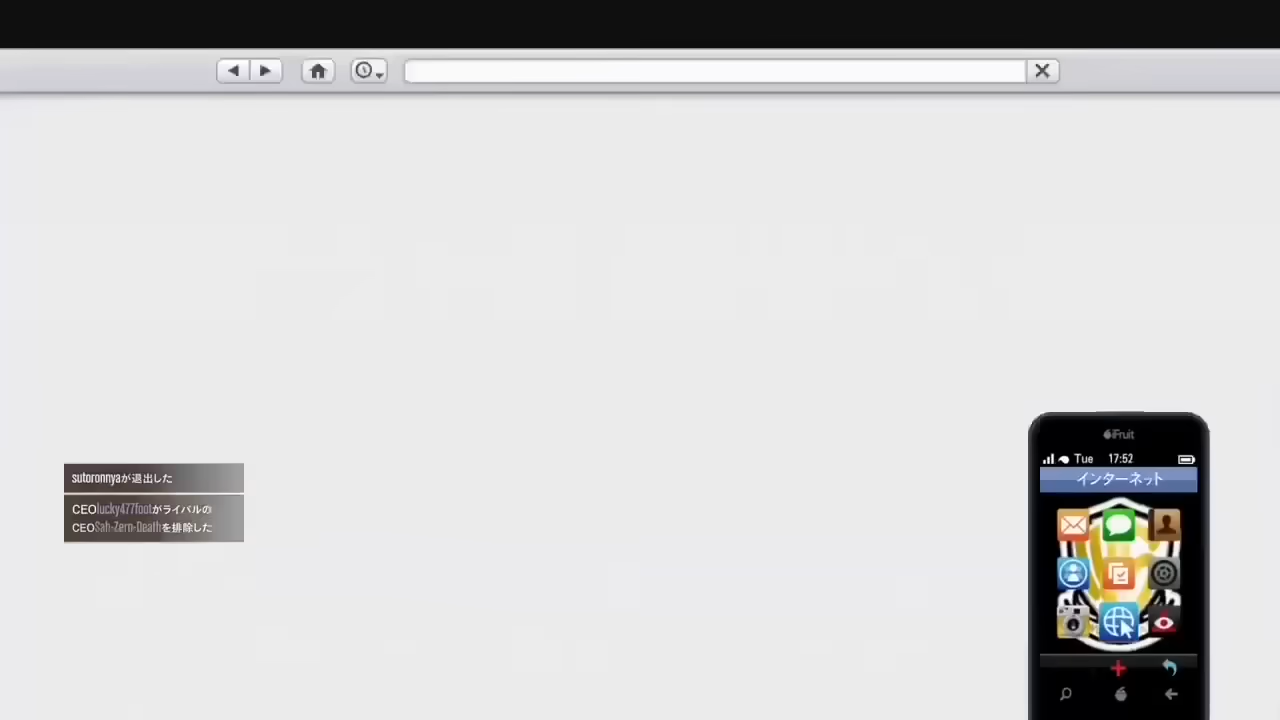 iFruit
Tue 17:52
インターネット
sutoronnyaが退出した
CEOlucky477footがライバルの
CEOSah-Zern-Deathを排除した